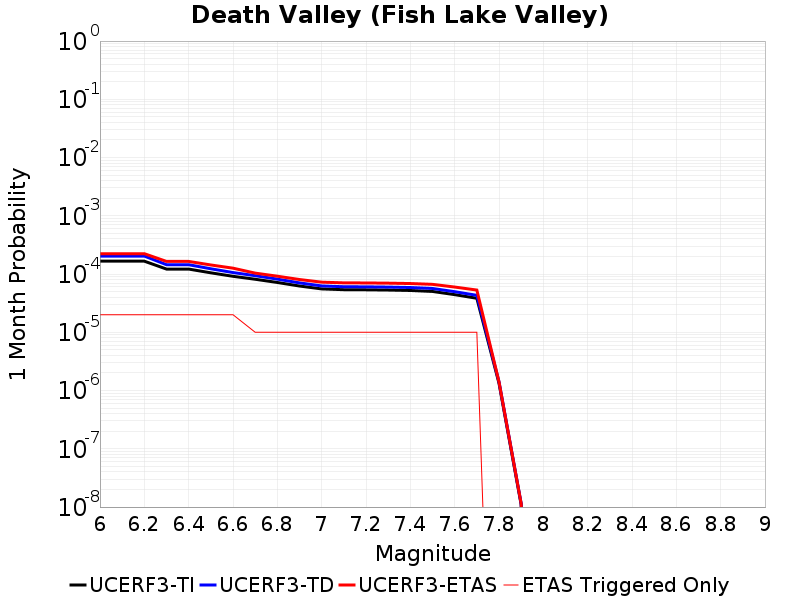 Death Valley (Fish Lake Valley)
1 Month Probability
10^0
10^-1
10^-2
10^-3
10^-4
10^-5
10^-6
10^-7
10^-8
6 6.2 6.4 6.6 6.8 7 7.2 7.4 7.6 7.8 8 8.2 8.4 8.6 8.8 9
Magnitude
UCERF3-TI UCERF3-TD UCERF3-ETAS ETAS Triggered Only